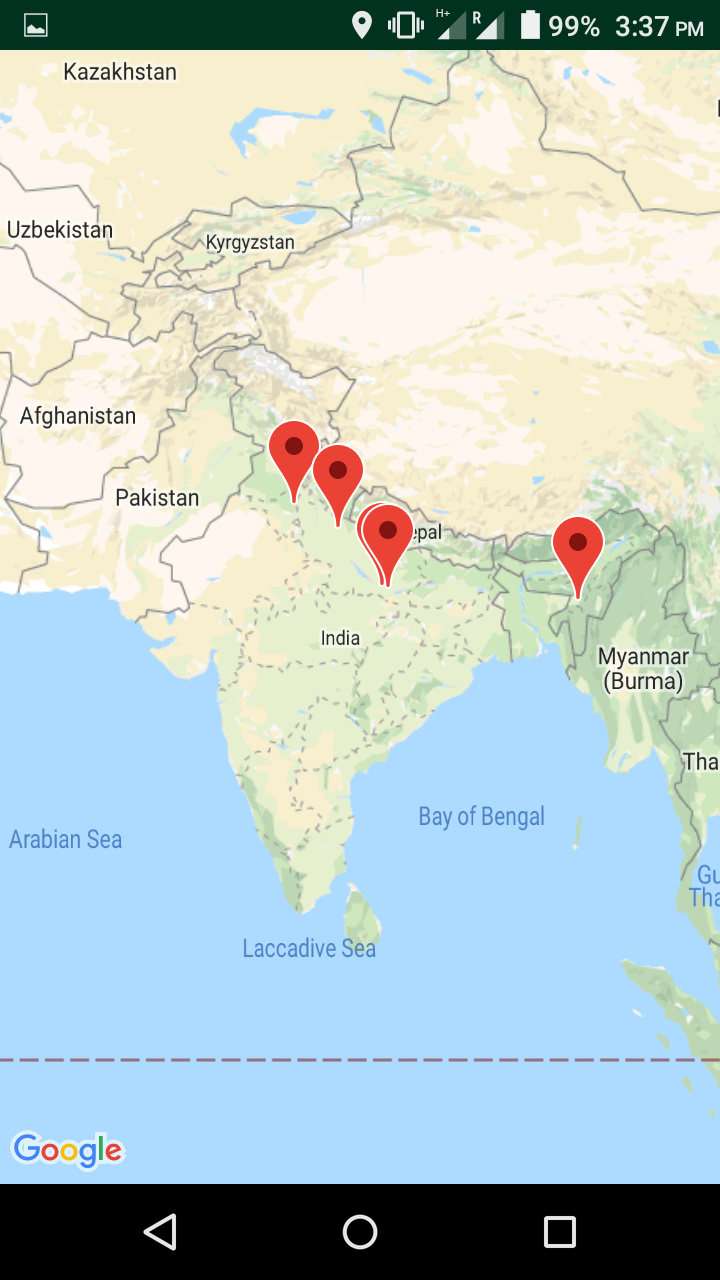 H+ R 99% 3:37 PM
Kazakhstan
Uzbekistan
Kyrgyzstan
Afghanistan
Pakistan
epal
India
Myanmar
(Burma)
Tha
Bay of Bengal
Arabian Sea
Gu
Tha
Laccadive Sea
Google